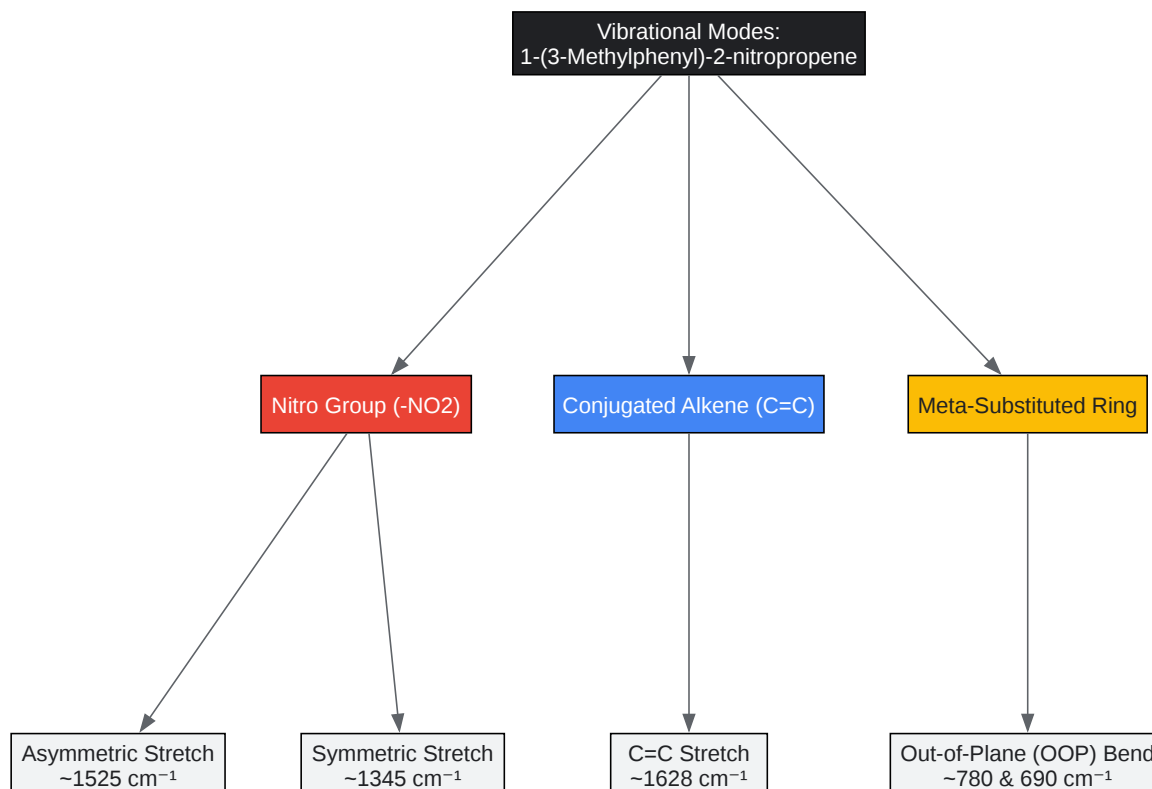 Vibrational Modes:
1-(3-Methylphenyl)-2-nitropropene
Nitro Group (-NO2)
Conjugated Alkene (C=C)
Meta-Substituted Ring
Asymmetric Stretch
~1525 cm⁻¹
Symmetric Stretch
~1345 cm⁻¹
C=C Stretch
~1628 cm⁻¹
Out-of-Plane (OOP) Bend
~780 & 690 cm⁻¹